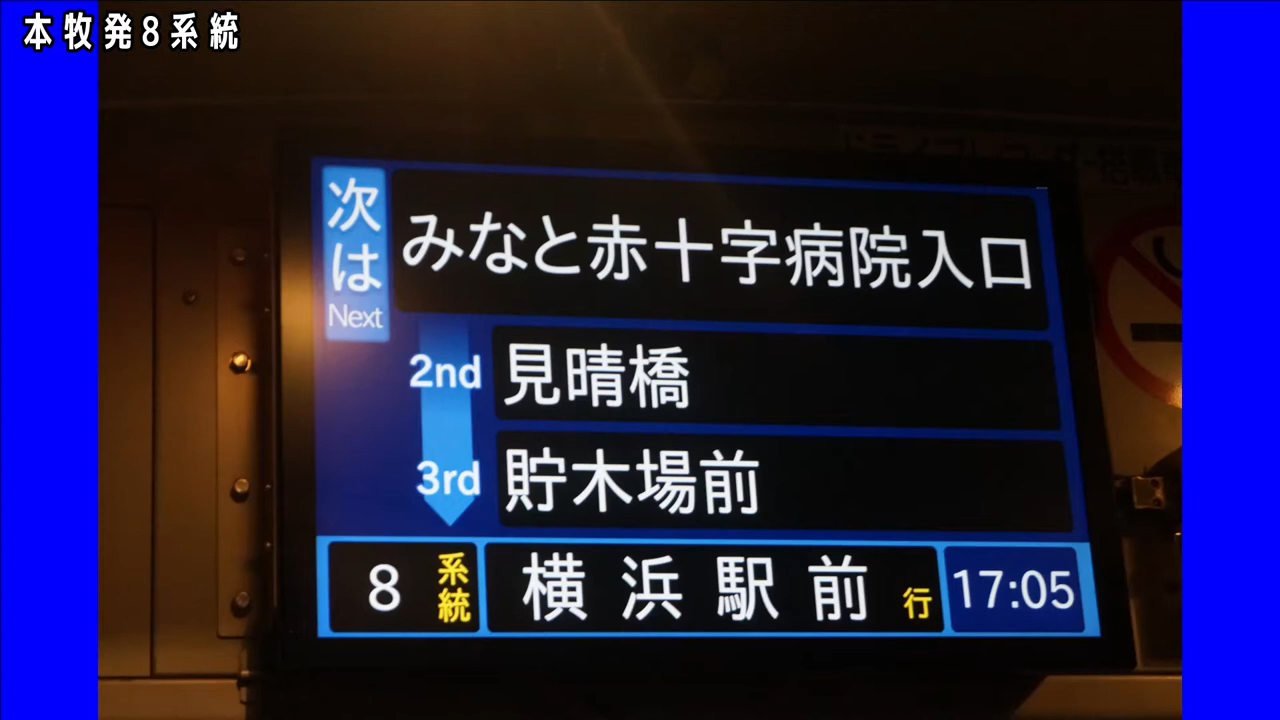 本牧発8系統
次は
Next
みなと赤十字病院入口
2nd
見晴橋
3rd
貯木場前
8系統
横浜駅前行
17:05